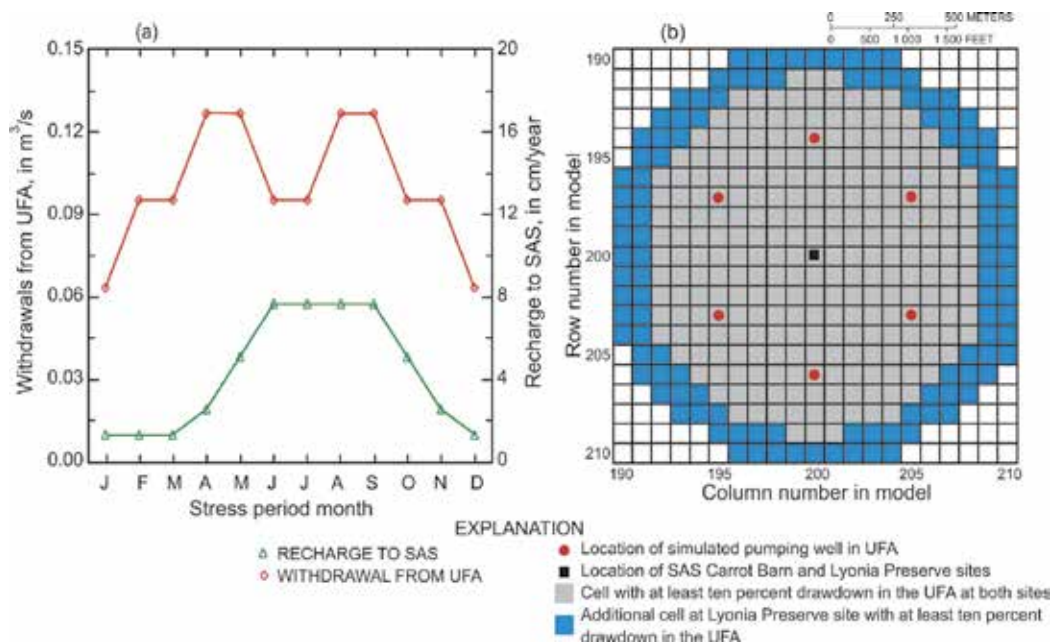 (a)
0.15
0.12
0.09
0.06
0.03
0.00
Withdrawals from UFA, in m³/s
20
16
12
8
4
0
Recharge to SAS, in cm/year
J F M A M J J A S O N D
Stress period month
(b)
0 250 500 METERS
0 500 1 000 1 500 FEET
190
195
200
205
210
Row number in model
190 195 200 205 210
Column number in model
EXPLANATION
RECHARGE TO SAS
WITHDRAWAL FROM UFA
Location of simulated pumping well in UFA
Location of SAS Carrot Barn and Lyonia Preserve sites
Cell with at least ten percent drawdown in the UFA at both sites
Additional cell at Lyonia Preserve site with at least ten percent
drawdown in the UFA